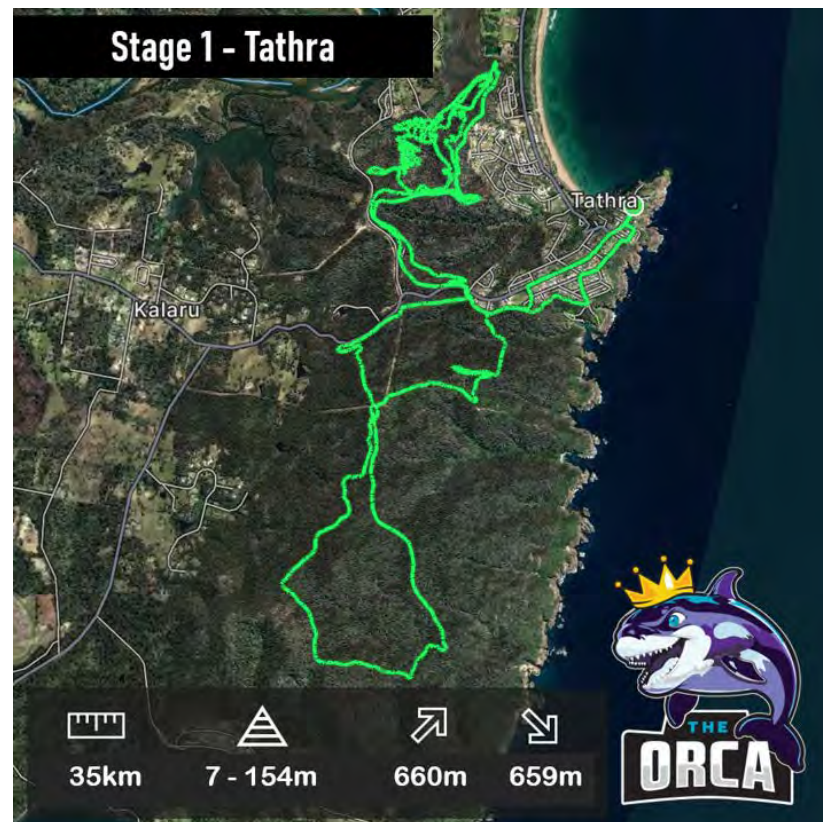 Stage 1 - Tathra
Tathra
Kalaru
35km
7 - 154m
660m
659m
THE
ORCA